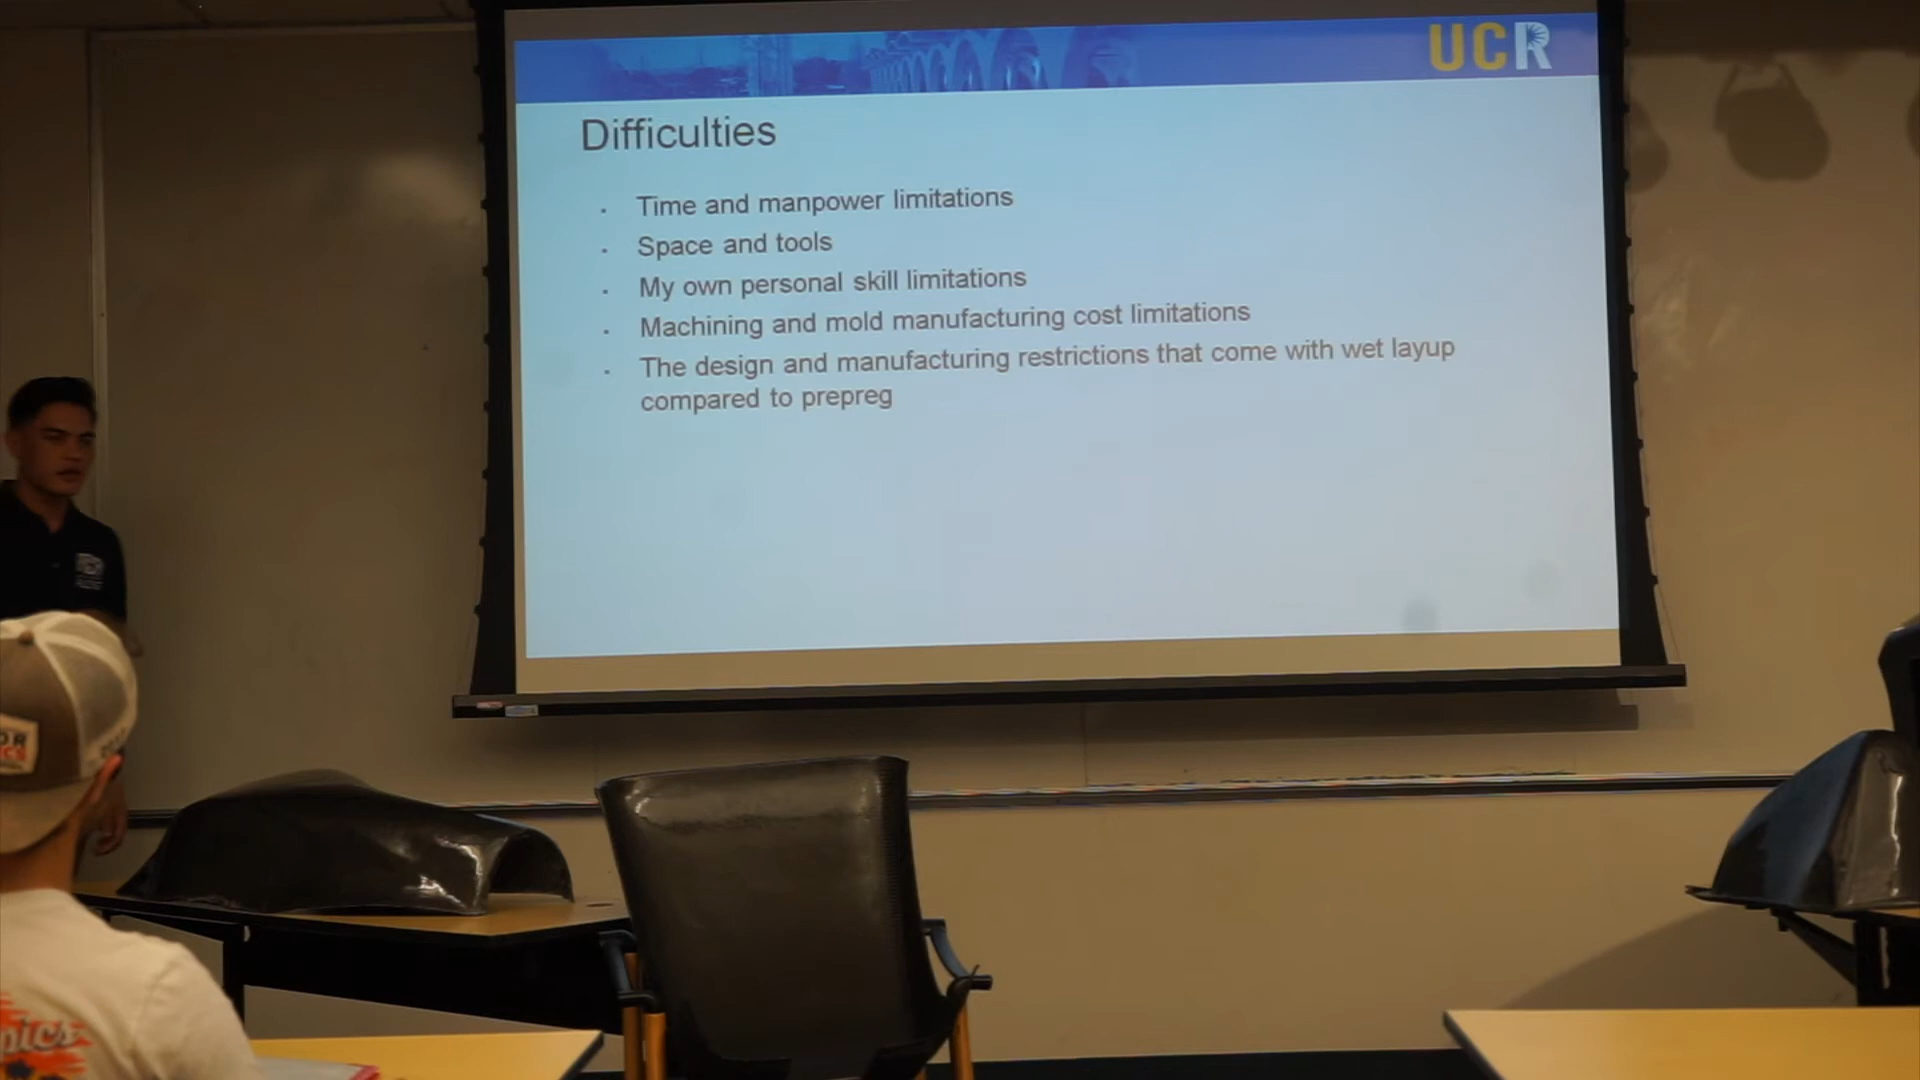 UCR
Difficulties
Time and manpower limitations
Space and tools
My own personal skill limitations
Machining and mold manufacturing cost limitations
The design and manufacturing restrictions that come with wet layup
compared to prepreg